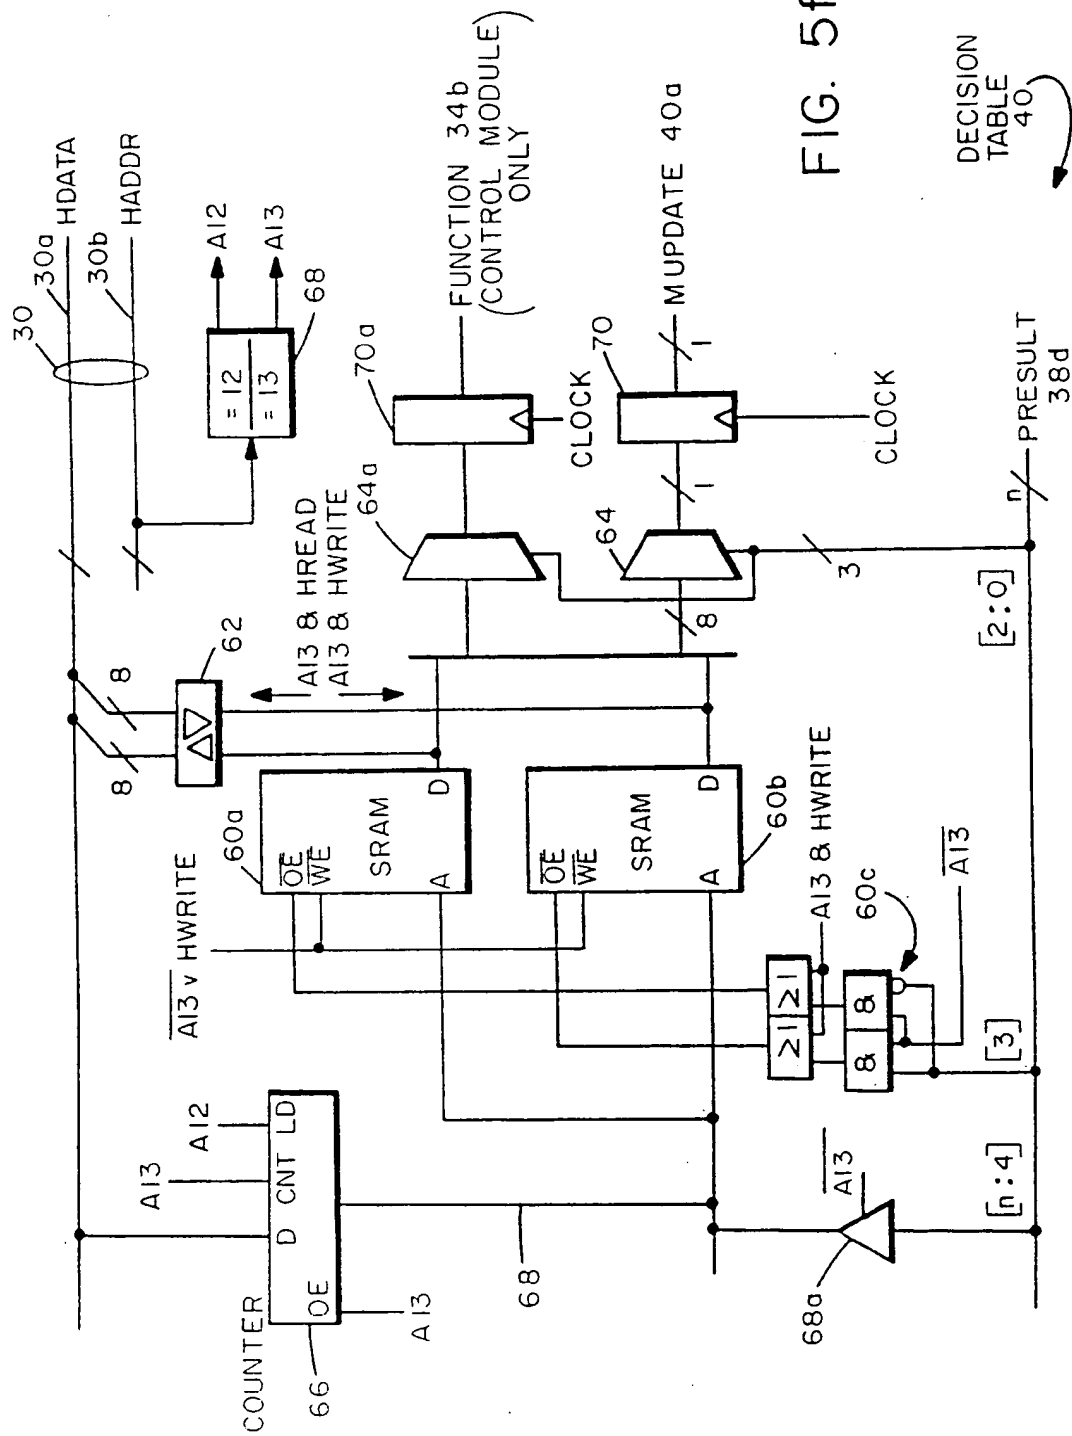 30
30a
HDATA
30b
HADDR
= 12
= 13
A12
A13
68
8
8
62
A13 & HREAD
A13 & HWRITE
64a
70a
CLOCK
FUNCTION 34b
(CONTROL MODULE)
ONLY
64
8
1
70
1
MUPDATE 40a
CLOCK
3
[2:0]
n
PRESULT
38d
60a
OE
WE
SRAM
A
D
60b
OE
WE
SRAM
A
D
A13 v HWRITE
≥1
≥1
A13 & HWRITE
&
&
60c
A13
[3]
COUNTER
66
D
CNT
LD
OE
A13
A12
A13
68
68a
A13
[n:4]
FIG. 5f
DECISION
TABLE
40